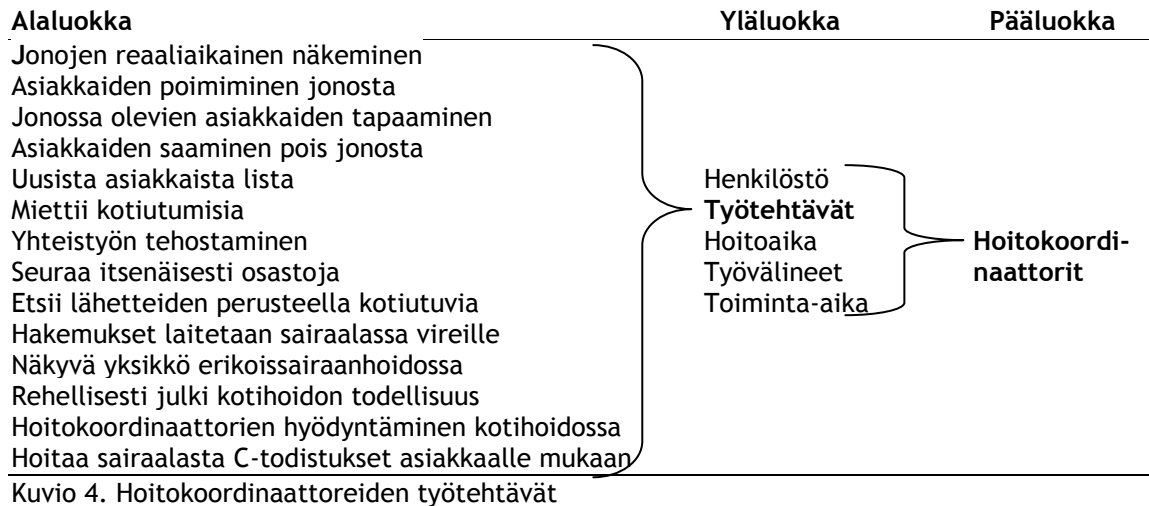 Alaluokka Yläluokka Pääluokka
Jonojen reaaliaikainen näkeminen
Asiakkaiden poimiminen jonosta
Jonossa olevien asiakkaiden tapaaminen
Asiakkaiden saaminen pois jonosta
Uusista asiakkaista lista Henkilöstö
Miettii kotiutumisia Työtehtävät
Yhteistyön tehostaminen Hoitoaika Hoitokoordi-
Seuraa itsenäisesti osastoja Työvälineet naattorit
Etsii lähetteiden perusteella kotiutuvia Toiminta-aika
Hakemukset laitetaan sairaalassa vireille
Näkyvä yksikkö erikoissairaanhoidossa
Rehellisesti julki kotihoidon todellisuus
Hoitokoordinaattorien hyödyntäminen kotihoidossa
Hoitaa sairaalasta C-todistukset asiakkaalle mukaan
Kuvio 4. Hoitokoordinaattoreiden työtehtävät